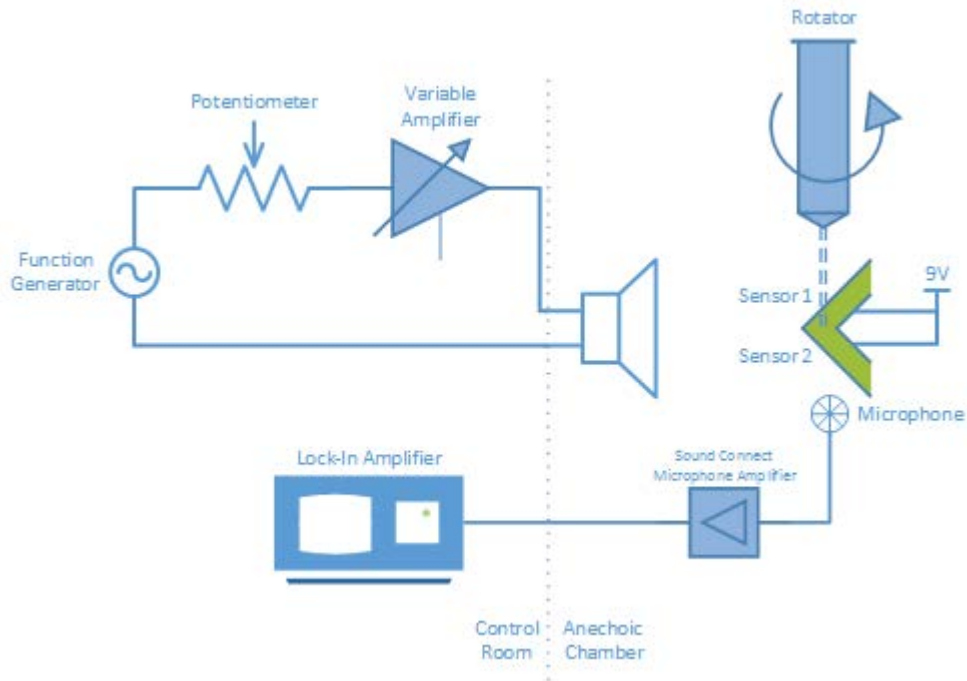 Rotator
Potentiometer
Variable
Amplifier
Function
Generator
Sensor 1
9V
Sensor 2
Microphone
Lock-In Amplifier
Sound Connect
Microphone Amplifier
Control
Room
Anechoic
Chamber